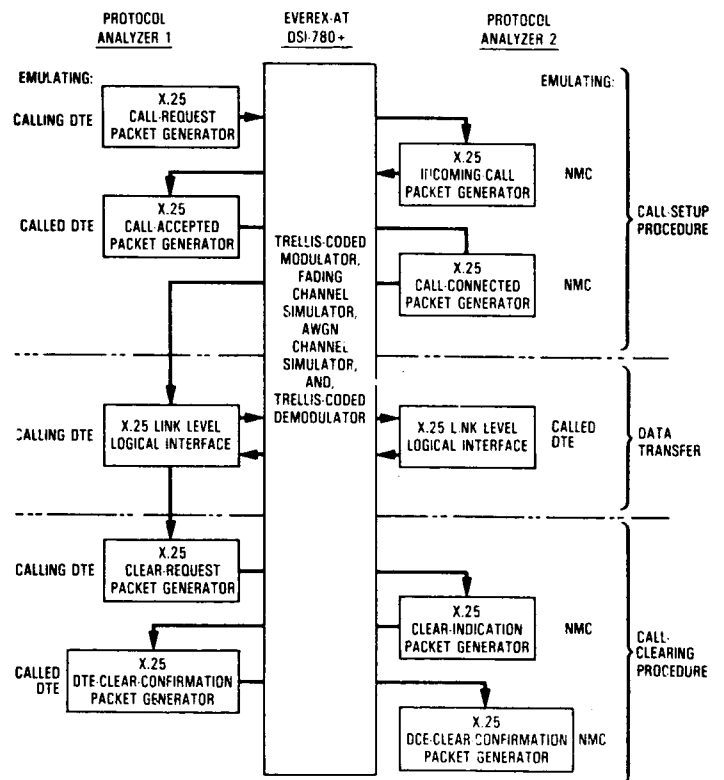 PROTOCOL
ANALYZER 1
EVEREX-AT
DSI-780+
PROTOCOL
ANALYZER 2
EMULATING:
EMULATING:
CALLING DTE
X.25
CALL-REQUEST
PACKET GENERATOR
X.25
INCOMING-CALL
PACKET GENERATOR
NMC
CALLED DTE
X.25
CALL-ACCEPTED
PACKET GENERATOR
X.25
CALL-CONNECTED
PACKET GENERATOR
NMC
CALL-SETUP
PROCEDURE
TRELLIS-CODED
MODULATOR,
FADING
CHANNEL
SIMULATOR,
AWGN
CHANNEL
SIMULATOR,
AND,
TRELLIS-CODED
DEMODULATOR
CALLING DTE
X.25 LINK LEVEL
LOGICAL INTERFACE
X.25 LINK LEVEL
LOGICAL INTERFACE
CALLED
DTE
DATA
TRANSFER
CALLING DTE
X.25
CLEAR-REQUEST
PACKET GENERATOR
X.25
CLEAR-INDICATION
PACKET GENERATOR
NMC
CALLED
DTE
X.25
DTE-CLEAR-CONFIRMATION
PACKET GENERATOR
X.25
DCE-CLEAR-CONFIRMATION
PACKET GENERATOR
NMC
CALL-
CLEARING
PROCEDURE